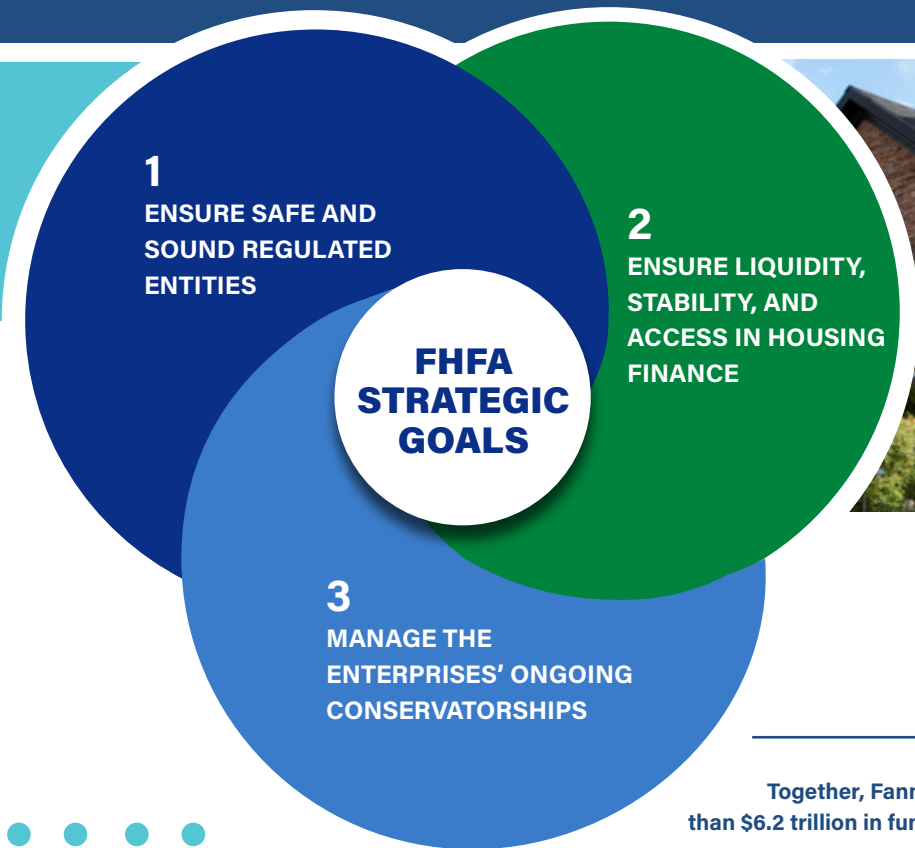 1
ENSURE SAFE AND
SOUND REGULATED
ENTITIES
2
ENSURE LIQUIDITY,
STABILITY, AND
ACCESS IN HOUSING
FINANCE
FHFA
STRATEGIC
GOALS
3
MANAGE THE
ENTERPRISES’ ONGOING
CONSERVATORSHIPS
Together,
than $6.2 trillion in